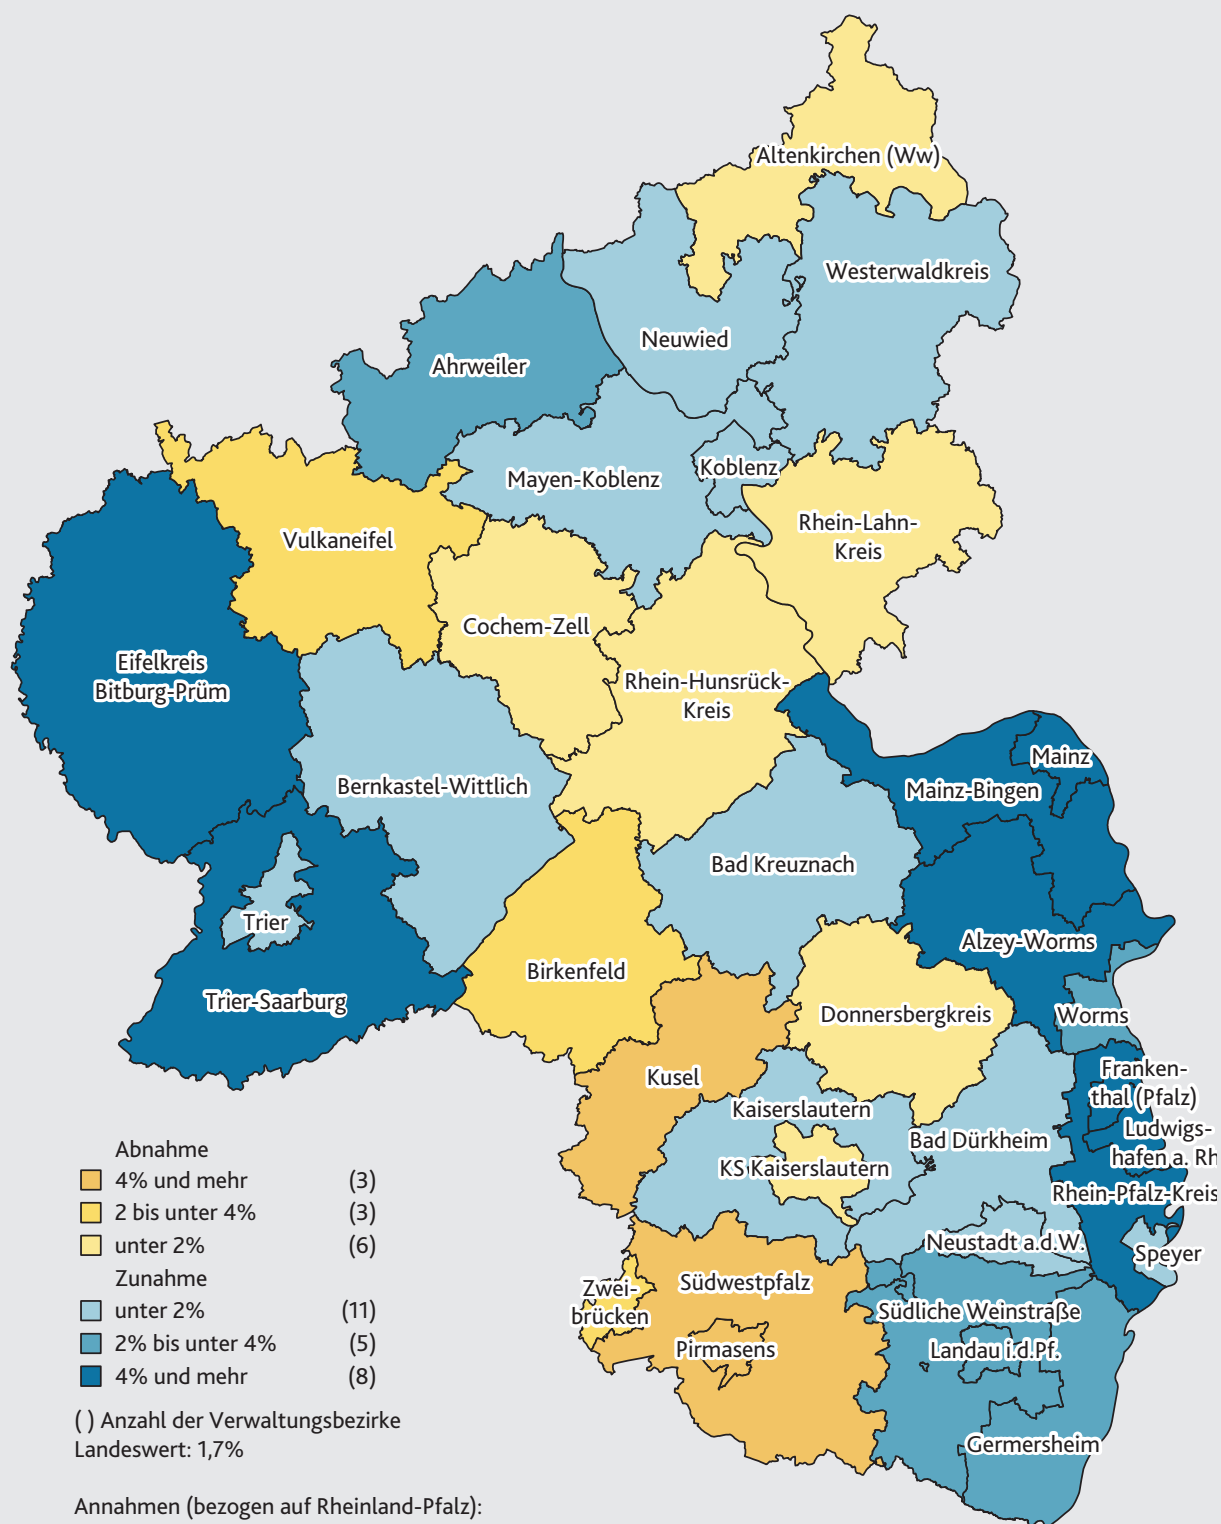 Altenkirchen (Ww)
Westerwaldkreis
Neuwied
Ahrweiler
Koblenz
Mayen-Koblenz
Rhein-Lahn-
Kreis
Vulkaneifel
Cochem-Zell
Eifelkreis
Bitburg-Prüm
Rhein-Hunsrück-
Kreis
Mainz
Bernkastel-Wittlich
Mainz-Bingen
Bad Kreuznach
Trier
Alzey-Worms
Birkenfeld
Trier-Saarburg
Donnersbergkreis
Worms
Kusel
Franken-
thal (Pfalz)
Kaiserslautern
Ludwigs-
hafen a. Rh
Bad Dürkheim
KS Kaiserslautern
Rhein-Pfalz-Kreis
Neustadt a.d.W.
Speyer
Südwestpfalz
Zwei-
brücken
Südliche Weinstraße
Pirmasens
Landau i.d.Pf.
Germersheim
Abnahme
4% und mehr (3)
2 bis unter 4% (3)
unter 2% (6)
Zunahme
unter 2% (11)
2% bis unter 4% (5)
4% und mehr (8)
( ) Anzahl der Verwaltungsbezirke
Landeswert: 1,7%
Annahmen (bezogen auf Rheinland-Pfalz):